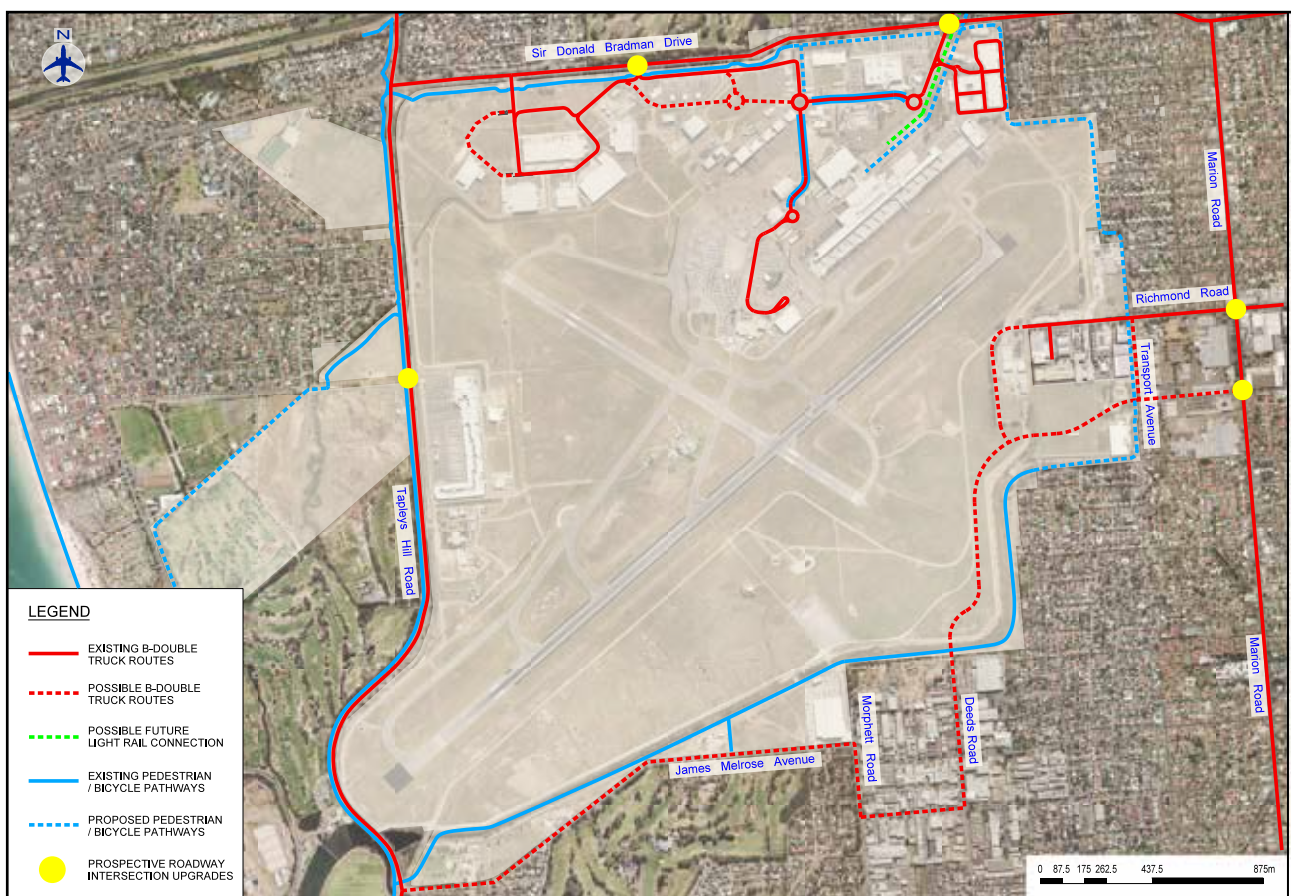 N
Sir Donald Bradman Drive
Marion Road
Richmond Road
Transport Avenue
Tapleys Hill Road
Marion Road
Deeds Road
Morphett Road
James Melrose Avenue
LEGEND
EXISTING B-DOUBLE
TRUCK ROUTES
POSSIBLE B-DOUBLE
TRUCK ROUTES
POSSIBLE FUTURE
LIGHT RAIL CONNECTION
EXISTING PEDESTRIAN
/ BICYCLE PATHWAYS
PROPOSED PEDESTRIAN
/ BICYCLE PATHWAYS
PROSPECTIVE ROADWAY
INTERSECTION UPGRADES
0 87.5 175 262.5 437.5 875m